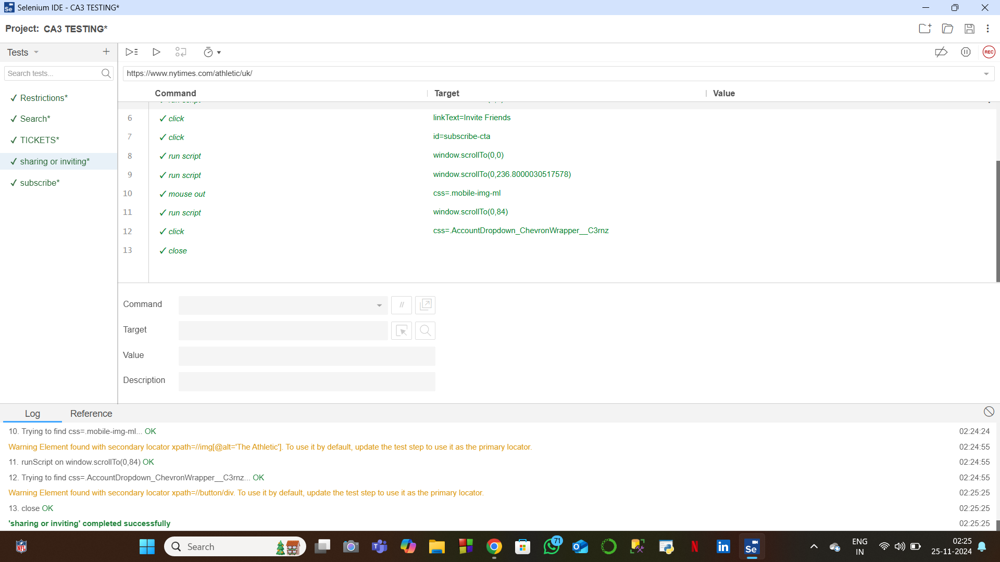 Selenium IDE - CA3 TESTING*
Project: CA3 TESTING*
Tests
Search tests...
✓ Restrictions*
✓ Search*
✓ TICKETS*
✓ sharing or inviting*
✓ subscribe*
REC
https://www.nytimes.com/athletic/uk/
Command Target Value
6 ✓ click linkText=Invite Friends
7 ✓ click id=subscribe-cta
8 ✓ run script window.scrollTo(0,0)
9 ✓ run script window.scrollTo(0,236.8000030517578)
10 ✓ mouse out css=.mobile-img-ml
11 ✓ run script window.scrollTo(0,84)
12 ✓ click css=.AccountDropdown_ChevronWrapper__C3rnz
13 ✓ close
Command //
Target
Value
Description
Log Reference
10. Trying to find css=.mobile-img-ml... OK 02:24:24
Warning Element found with secondary locator xpath=//img[@alt='The Athletic']. To use it by default, update the test step to use it as the primary locator. 02:24:55
11. runScript on window.scrollTo(0,84) OK 02:24:55
12. Trying to find css=.AccountDropdown_ChevronWrapper__C3rnz... OK 02:24:55
Warning Element found with secondary locator xpath=//button/div. To use it by default, update the test step to use it as the primary locator. 02:25:25
13. close OK 02:25:25
'sharing or inviting' completed successfully 02:25:25
NFL Search 71 N in Se ENG 02:25
IN 25-11-2024